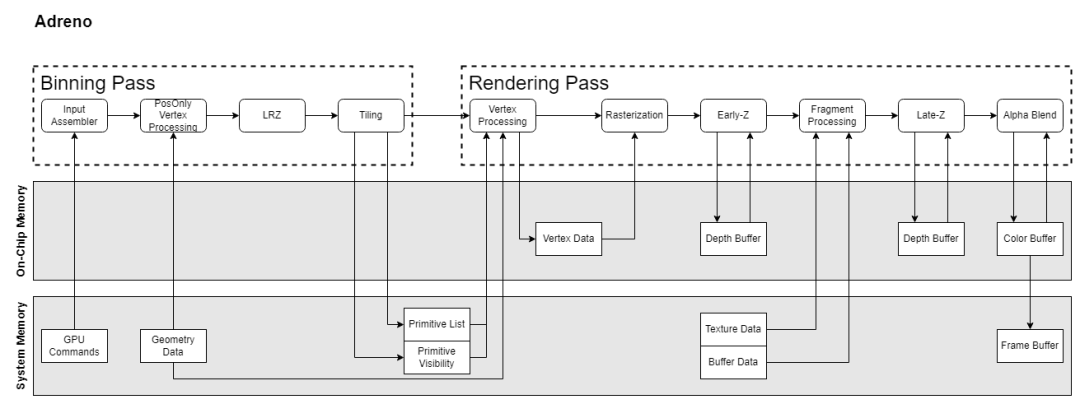 Adreno
Binning Pass
Rendering Pass
Input
Assembler
PosOnly
Vertex
Processing
LRZ
Tiling
Vertex
Processing
Rasterization
Early-Z
Fragment
Processing
Late-Z
Alpha Blend
On-Chip Memory
Vertex Data
Depth Buffer
Depth Buffer
Color Buffer
System Memory
GPU
Commands
Geometry
Data
Primitive List
Primitive
Visibility
Texture Data
Buffer Data
Frame Buffer